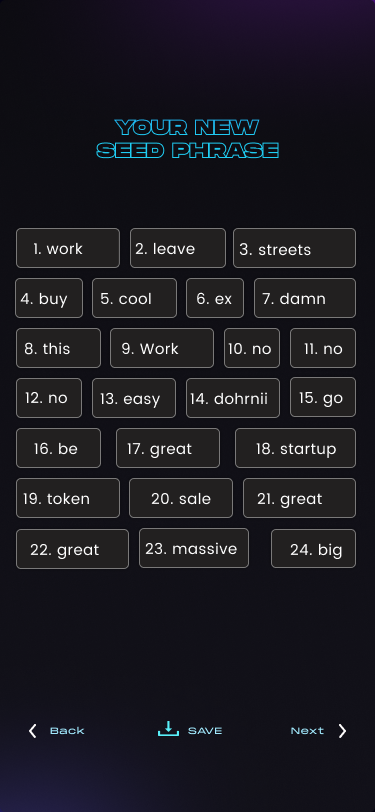 YOUR NEW
SEED PHRASE
1. work 2. leave 3. streets
4. buy 5. cool 6. ex 7. damn
8. this 9. Work 10. no 11. no
12. no 13. easy 14. dohrnii 15. go
16. be 17. great 18. startup
19. token 20. sale 21. great
22. great 23. massive 24. big
Back SAVE Next